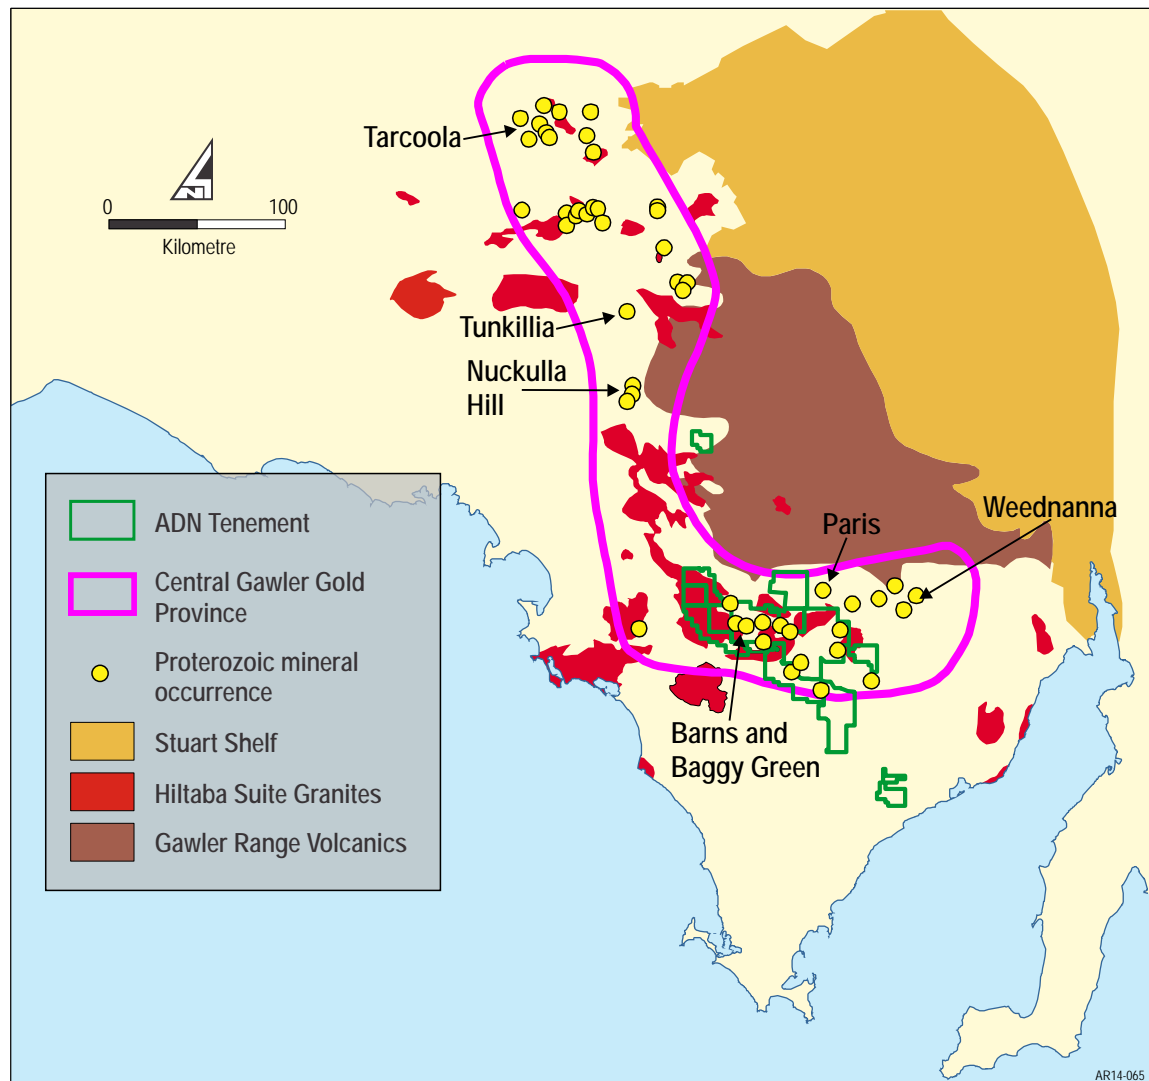 Tarcoola
N
0
100
Kilometre
Tunkillia
Nuckulla
Hill
Weednanna
Paris
ADN Tenement
Central Gawler Gold
Province
Proterozoic mineral
occurrence
Stuart Shelf
Hiltaba Suite Granites
Gawler Range Volcanics
Barns and
Baggy Green
AR14-065